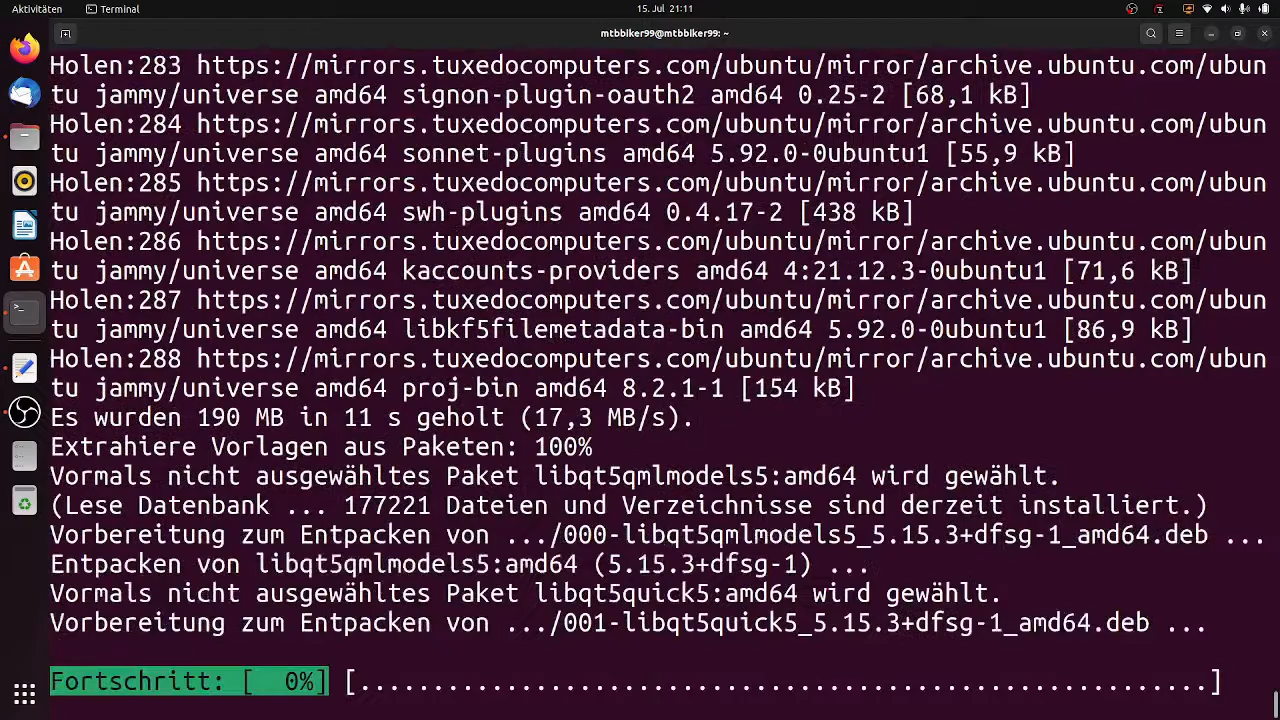 Aktivitäten
Terminal
15. Jul 21:11
mtbbiker99@mtbbiker99: ~
Holen:283 https://mirrors.tuxedocomputers.com/ubuntu/mirror/archive.ubuntu.com/ubun
tu jammy/universe amd64 signon-plugin-oauth2 amd64 0.25-2 [68,1 kB]
Holen:284 https://mirrors.tuxedocomputers.com/ubuntu/mirror/archive.ubuntu.com/ubun
tu jammy/universe amd64 sonnet-plugins amd64 5.92.0-0ubuntu1 [55,9 kB]
Holen:285 https://mirrors.tuxedocomputers.com/ubuntu/mirror/archive.ubuntu.com/ubun
tu jammy/universe amd64 swh-plugins amd64 0.4.17-2 [438 kB]
Holen:286 https://mirrors.tuxedocomputers.com/ubuntu/mirror/archive.ubuntu.com/ubun
tu jammy/universe amd64 kaccounts-providers amd64 4:21.12.3-0ubuntu1 [71,6 kB]
Holen:287 https://mirrors.tuxedocomputers.com/ubuntu/mirror/archive.ubuntu.com/ubun
tu jammy/universe amd64 libkf5filemetadata-bin amd64 5.92.0-0ubuntu1 [86,9 kB]
Holen:288 https://mirrors.tuxedocomputers.com/ubuntu/mirror/archive.ubuntu.com/ubun
tu jammy/universe amd64 proj-bin amd64 8.2.1-1 [154 kB]
Es wurden 190 MB in 11 s geholt (17,3 MB/s).
Extrahiere Vorlagen aus Paketen: 100%
Vormals nicht ausgewähltes Paket libqt5qmlmodels5:amd64 wird gewählt.
(Lese Datenbank ... 177221 Dateien und Verzeichnisse sind derzeit installiert.)
Vorbereitung zum Entpacken von .../000-libqt5qmlmodels5_5.15.3+dfsg-1_amd64.deb ...
Entpacken von libqt5qmlmodels5:amd64 (5.15.3+dfsg-1) ...
Vormals nicht ausgewähltes Paket libqt5quick5:amd64 wird gewählt.
Vorbereitung zum Entpacken von .../001-libqt5quick5_5.15.3+dfsg-1_amd64.deb ...
Fortschritt: [  0%] [..........................................................]